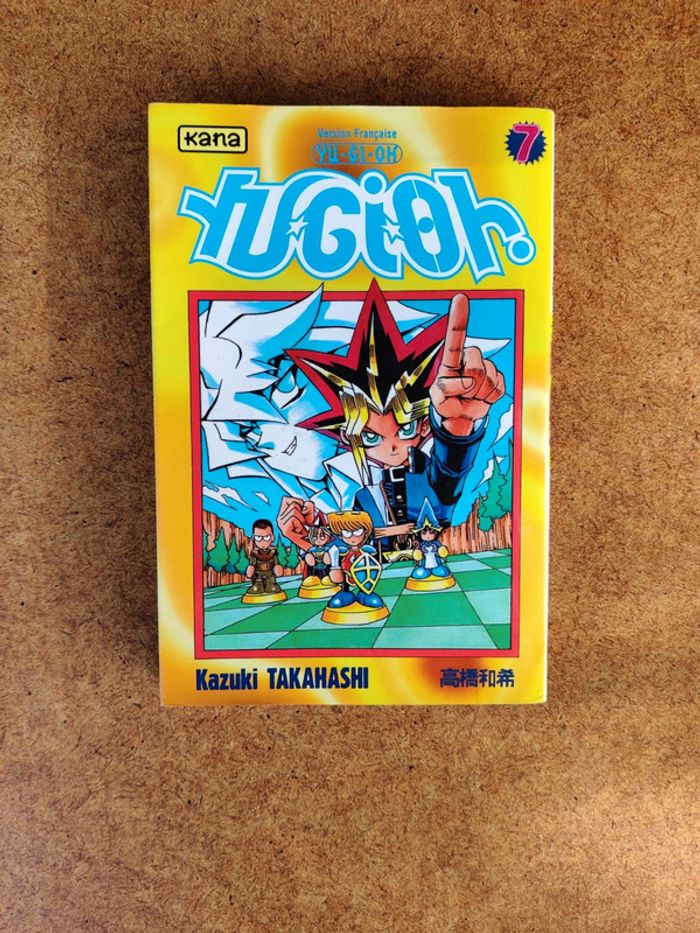 Kana
Version Française
YU-GI-OH
7
YU-GI-OH.
Kazuki TAKAHASHI
高橋和希